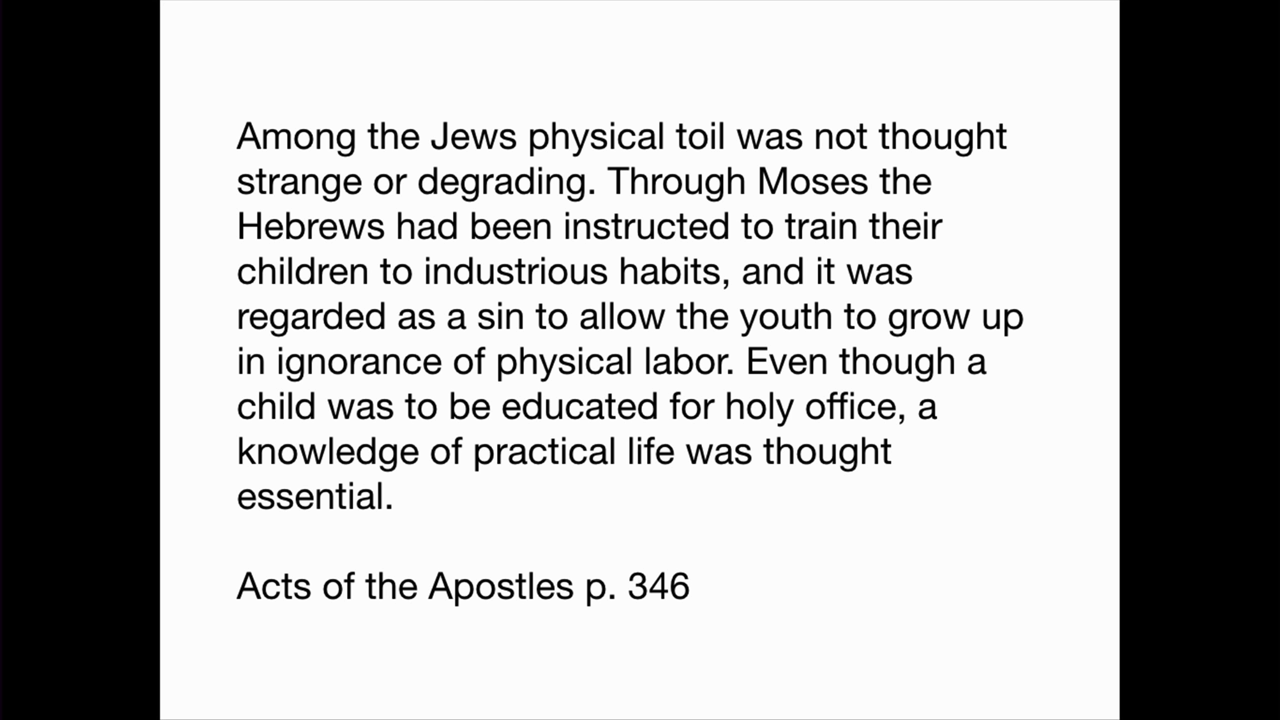 Among the Jews physical toil was not thought
strange or degrading. Through Moses the
Hebrews had been instructed to train their
children to industrious habits, and it was
regarded as a sin to allow the youth to grow up
in ignorance of physical labor. Even though a
child was to be educated for holy office, a
knowledge of practical life was thought
essential.
Acts of the Apostles p. 346